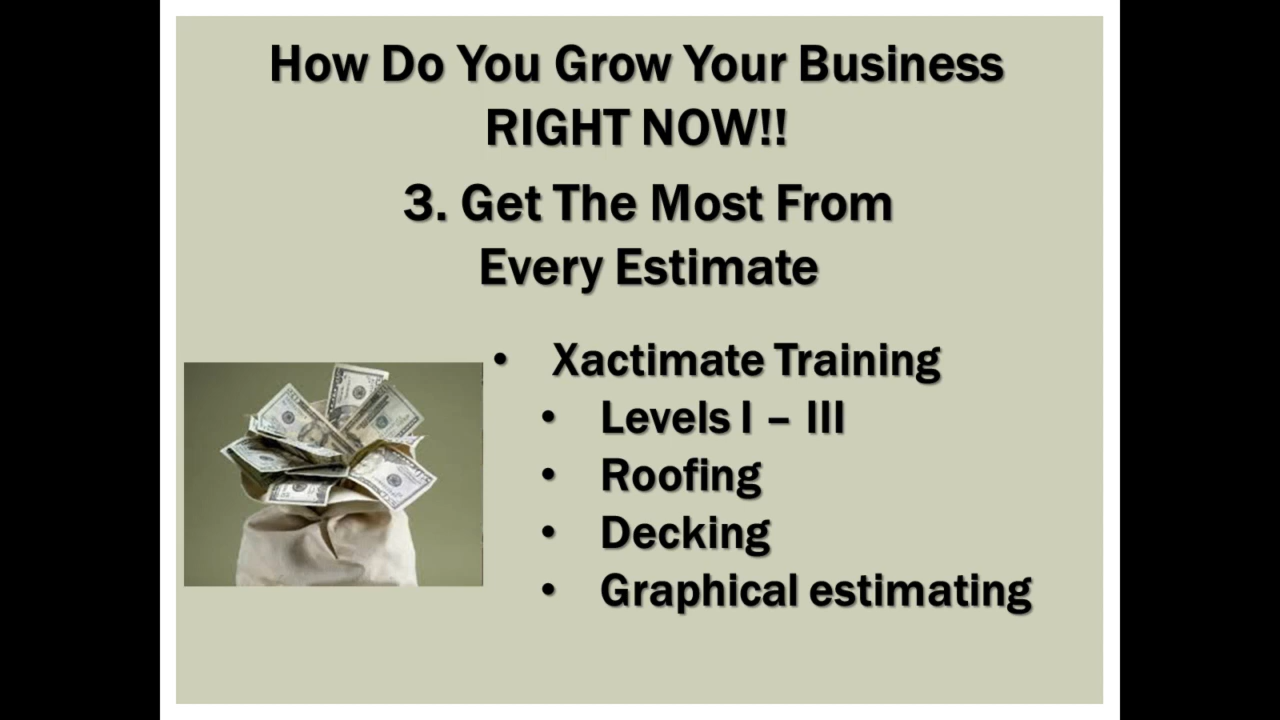 How Do You Grow Your Business
RIGHT NOW!!
3. Get The Most From
Every Estimate
• Xactimate Training
• Levels I – III
• Roofing
• Decking
• Graphical estimating